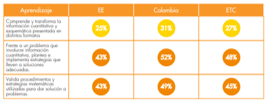 Aprendizaje EE Colombia ETC
Comprende y transforma la
información cuantitativa y
esquemática presentada en
distintos formatos
25% 31% 27%
Frente a un problema que
involucre información
cuantitativa, plantea e
implementa estrategias que
lleven a soluciones
adecuadas.
43% 52% 48%
Valida procedimientos y
estrategias matemáticas
utilizadas para dar solución a
problemas.
43% 49% 45%